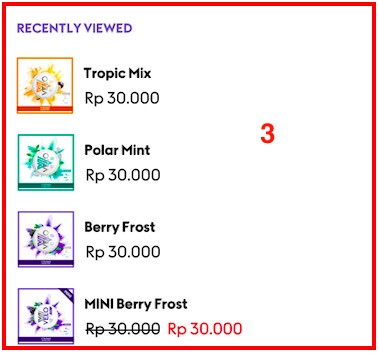 RECENTLY VIEWED
Tropic Mix
Rp 30.000
3
Polar Mint
Rp 30.000
Berry Frost
Rp 30.000
MINI Berry Frost
Rp 30.000 Rp 30.000